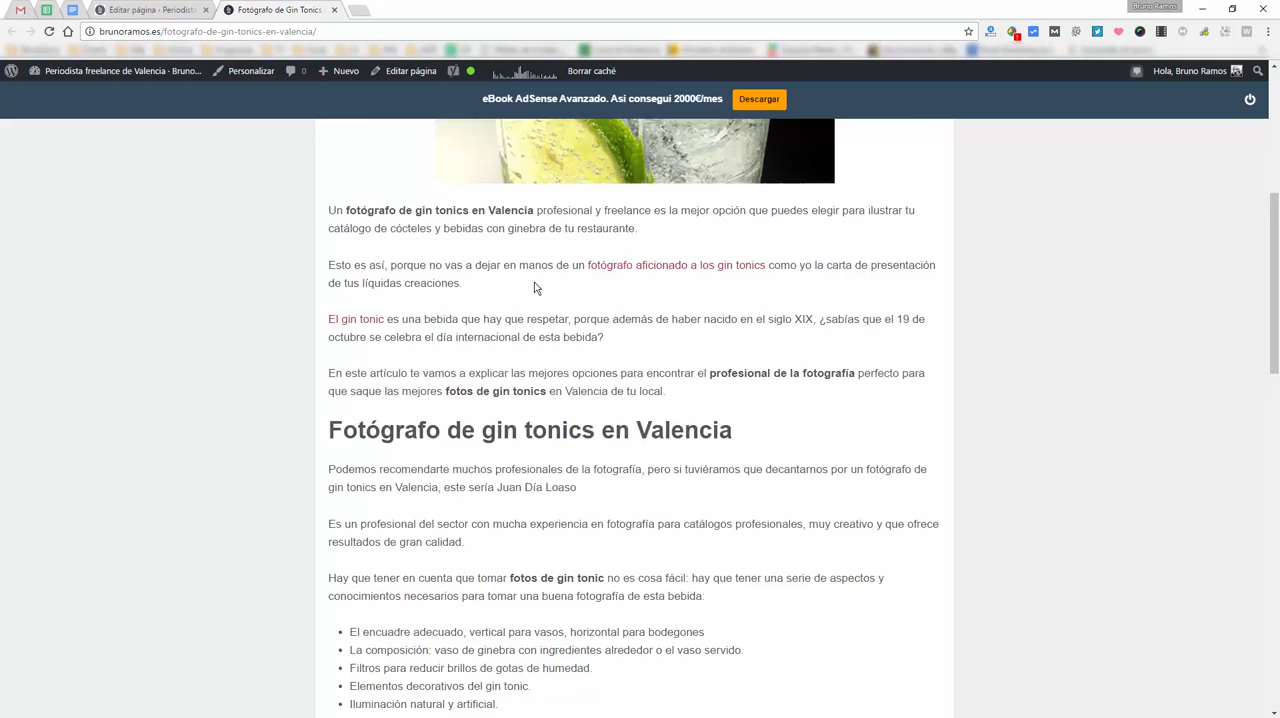 Editar página ‹ Periodist
Fotógrafo de Gin Tonics
Bruno Ramos
brunoramos.es/fotografo-de-gin-tonics-en-valencia/
Periodista freelance de Valencia · Bruno...
Personalizar
0
Nuevo
Editar página
Borrar caché
Hola, Bruno Ramos
eBook AdSense Avanzado. Así conseguí 2000€/mes
Descargar
Un fotógrafo de gin tonics en Valencia profesional y freelance es la mejor opción que puedes elegir para ilustrar tu
catálogo de cócteles y bebidas con ginebra de tu restaurante.
Esto es así, porque no vas a dejar en manos de un fotógrafo aficionado a los gin tonics como yo la carta de presentación
de tus líquidas creaciones.
El gin tonic es una bebida que hay que respetar, porque además de haber nacido en el siglo XIX, ¿sabías que el 19 de
octubre se celebra el día internacional de esta bebida?
En este artículo te vamos a explicar las mejores opciones para encontrar el profesional de la fotografía perfecto para
que saque las mejores fotos de gin tonics en Valencia de tu local.
Fotógrafo de gin tonics en Valencia
Podemos recomendarte muchos profesionales de la fotografía, pero si tuviéramos que decantarnos por un fotógrafo de
gin tonics en Valencia, este sería Juan Día Loaso
Es un profesional del sector con mucha experiencia en fotografía para catálogos profesionales, muy creativo y que ofrece
resultados de gran calidad.
Hay que tener en cuenta que tomar fotos de gin tonic no es cosa fácil: hay que tener una serie de aspectos y
conocimientos necesarios para tomar una buena fotografía de esta bebida:
• El encuadre adecuado, vertical para vasos, horizontal para bodegones
• La composición: vaso de ginebra con ingredientes alrededor o el vaso servido.
• Filtros para reducir brillos de gotas de humedad.
• Elementos decorativos del gin tonic.
• Iluminación natural y artificial.